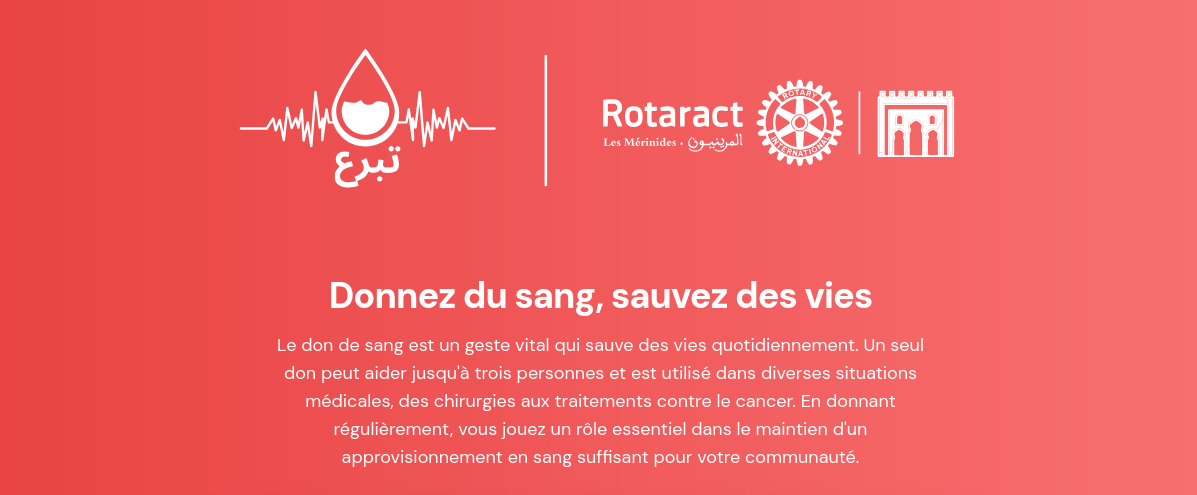 تبرع
Rotaract
Les Mérinides • المرينيون
ROTARY
INTERNATIONAL
Donnez du sang, sauvez des vies
Le don de sang est un geste vital qui sauve des vies quotidiennement. Un seul
don peut aider jusqu'à trois personnes et est utilisé dans diverses situations
médicales, des chirurgies aux traitements contre le cancer. En donnant
régulièrement, vous jouez un rôle essentiel dans le maintien d'un
approvisionnement en sang suffisant pour votre communauté.